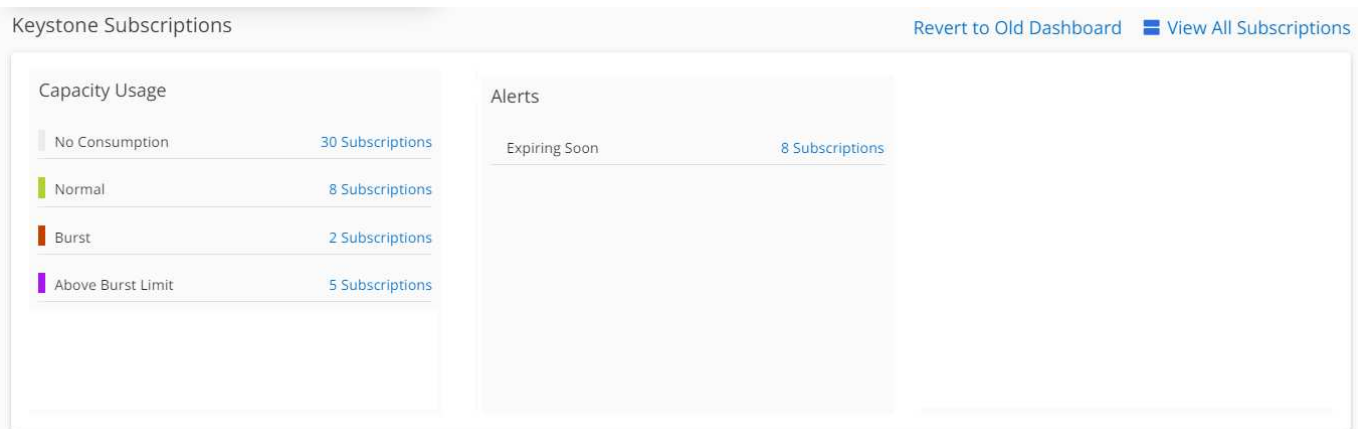 Keystone Subscriptions
Revert to Old Dashboard View All Subscriptions
Capacity Usage
No Consumption 30 Subscriptions
Normal 8 Subscriptions
Burst 2 Subscriptions
Above Burst Limit 5 Subscriptions
Alerts
Expiring Soon 8 Subscriptions